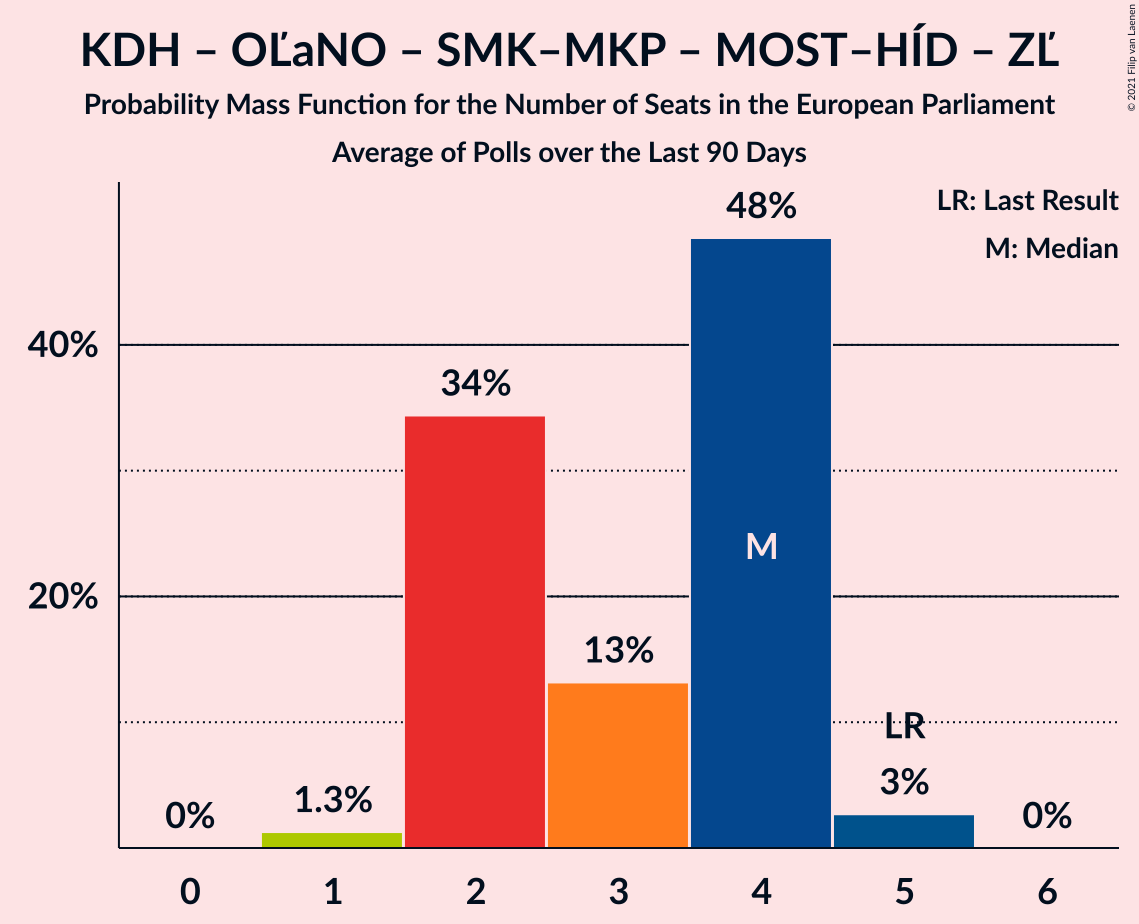 KDH – OĽaNO – SMK–MKP – MOST–HÍD – ZĽ
Probability Mass Function for the Number of Seats in the European Parliament
Average of Polls over the Last 90 Days
© 2021 Filip van Laenen
LR: Last Result
M: Median
48%
40%
34%
M
20%
13%
LR
3%
1.3%
0%
0%
0 1 2 3 4 5 6